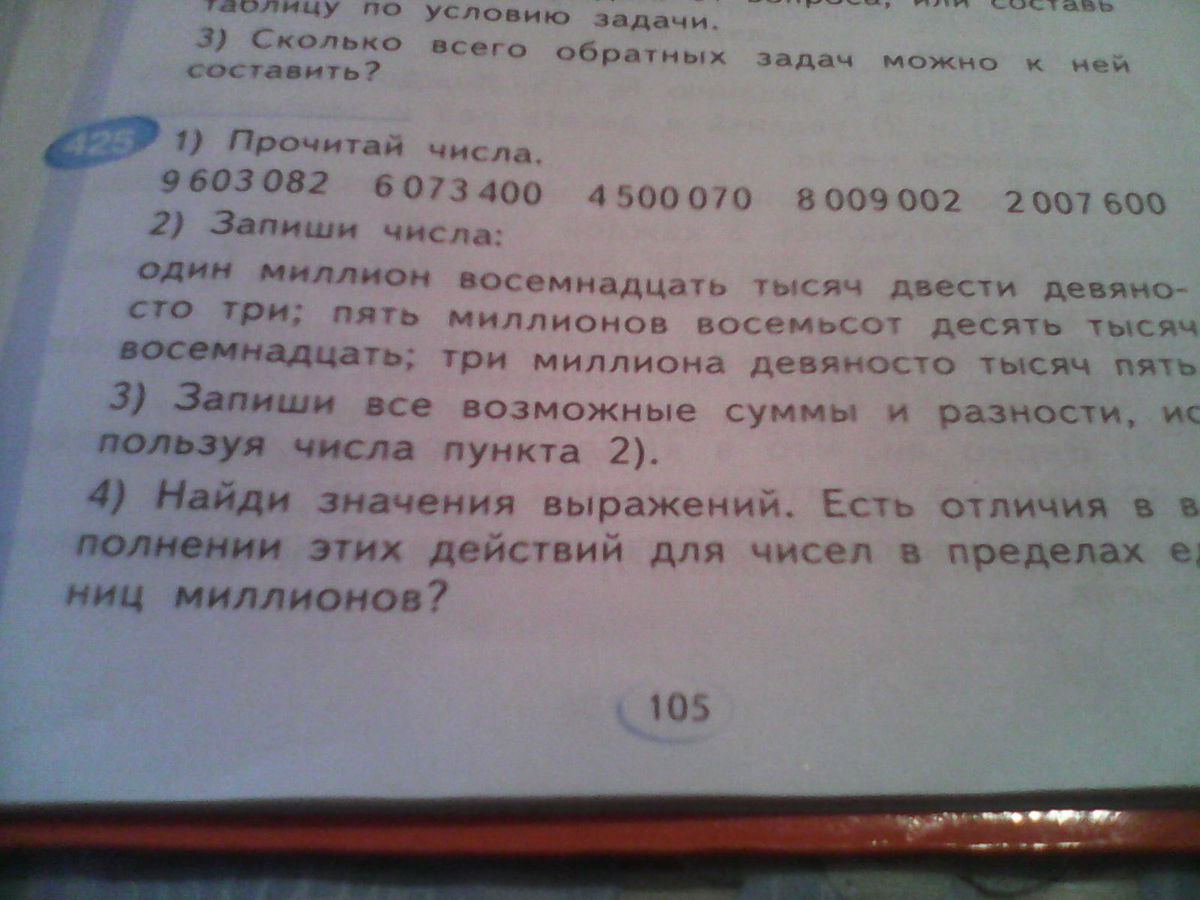 таблицу по условию задачи.
3) Сколько всего обратных задач можно к ней
составить?
425 1) Прочитай числа.
9 603 082 6 073 400 4 500 070 8 009 002 2 007 600
2) Запиши числа:
один миллион восемнадцать тысяч двести девяно-
сто три; пять миллионов восемьсот десять тысяч
восемнадцать; три миллиона девяносто тысяч пять
3) Запиши все возможные суммы и разности, ис
пользуя числа пункта 2).
4) Найди значения выражений. Есть отличия в в
полнении этих действий для чисел в пределах ед
ниц миллионов?
105